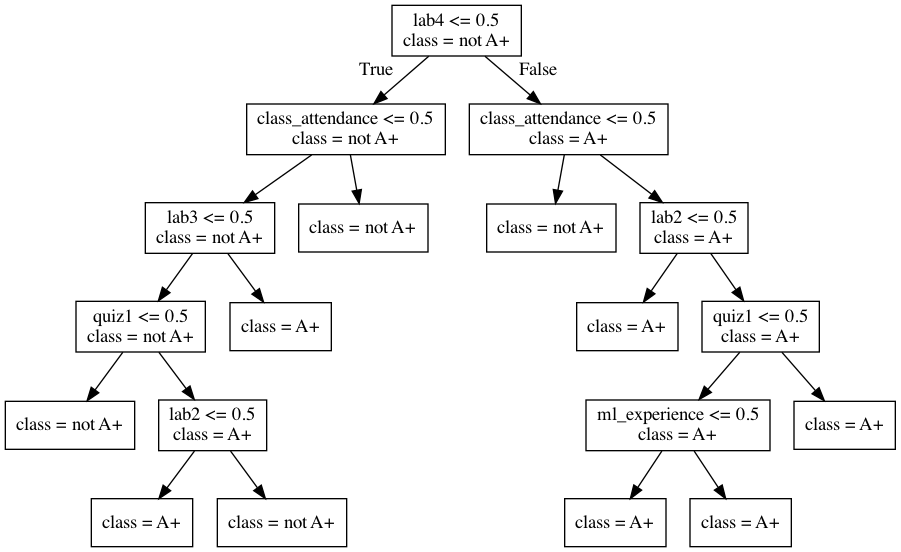 lab4 <= 0.5
class = not A+
True
False
class_attendance <= 0.5
class = not A+
class_attendance <= 0.5
class = A+
lab3 <= 0.5
class = not A+
class = not A+
class = not A+
lab2 <= 0.5
class = A+
quiz1 <= 0.5
class = not A+
class = A+
class = A+
quiz1 <= 0.5
class = A+
class = not A+
lab2 <= 0.5
class = A+
ml_experience <= 0.5
class = A+
class = A+
class = A+
class = not A+
class = A+
class = A+